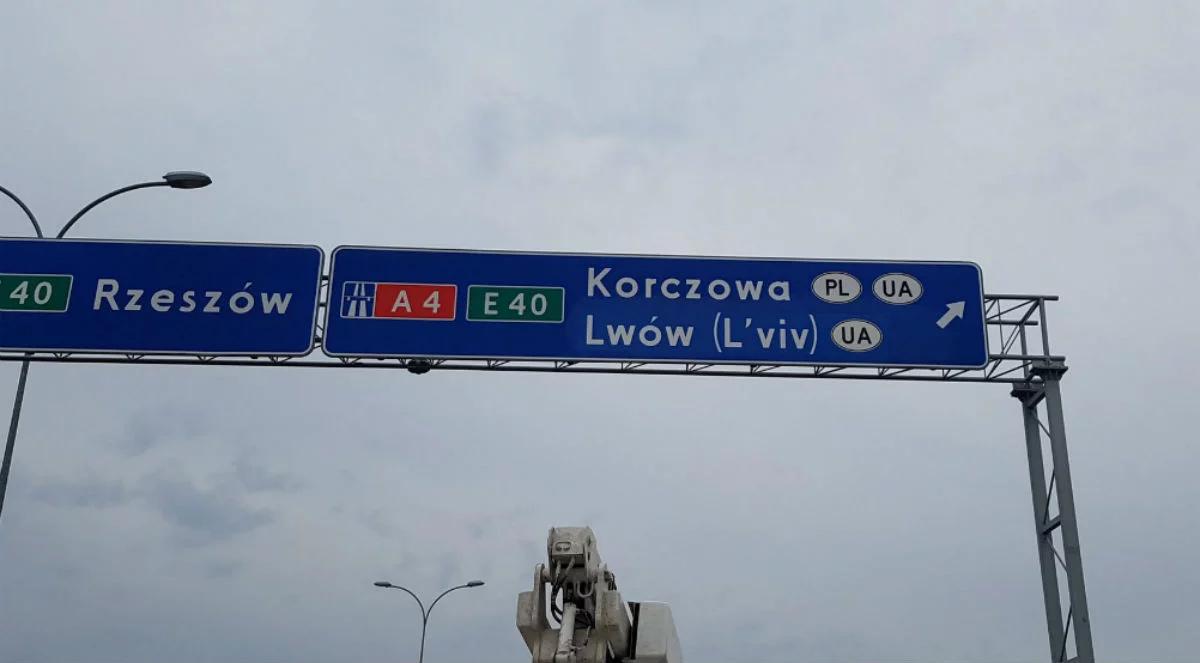 40 Rzeszów
A 4 E 40 Korczowa PL UA
Lwów (L'viv) UA